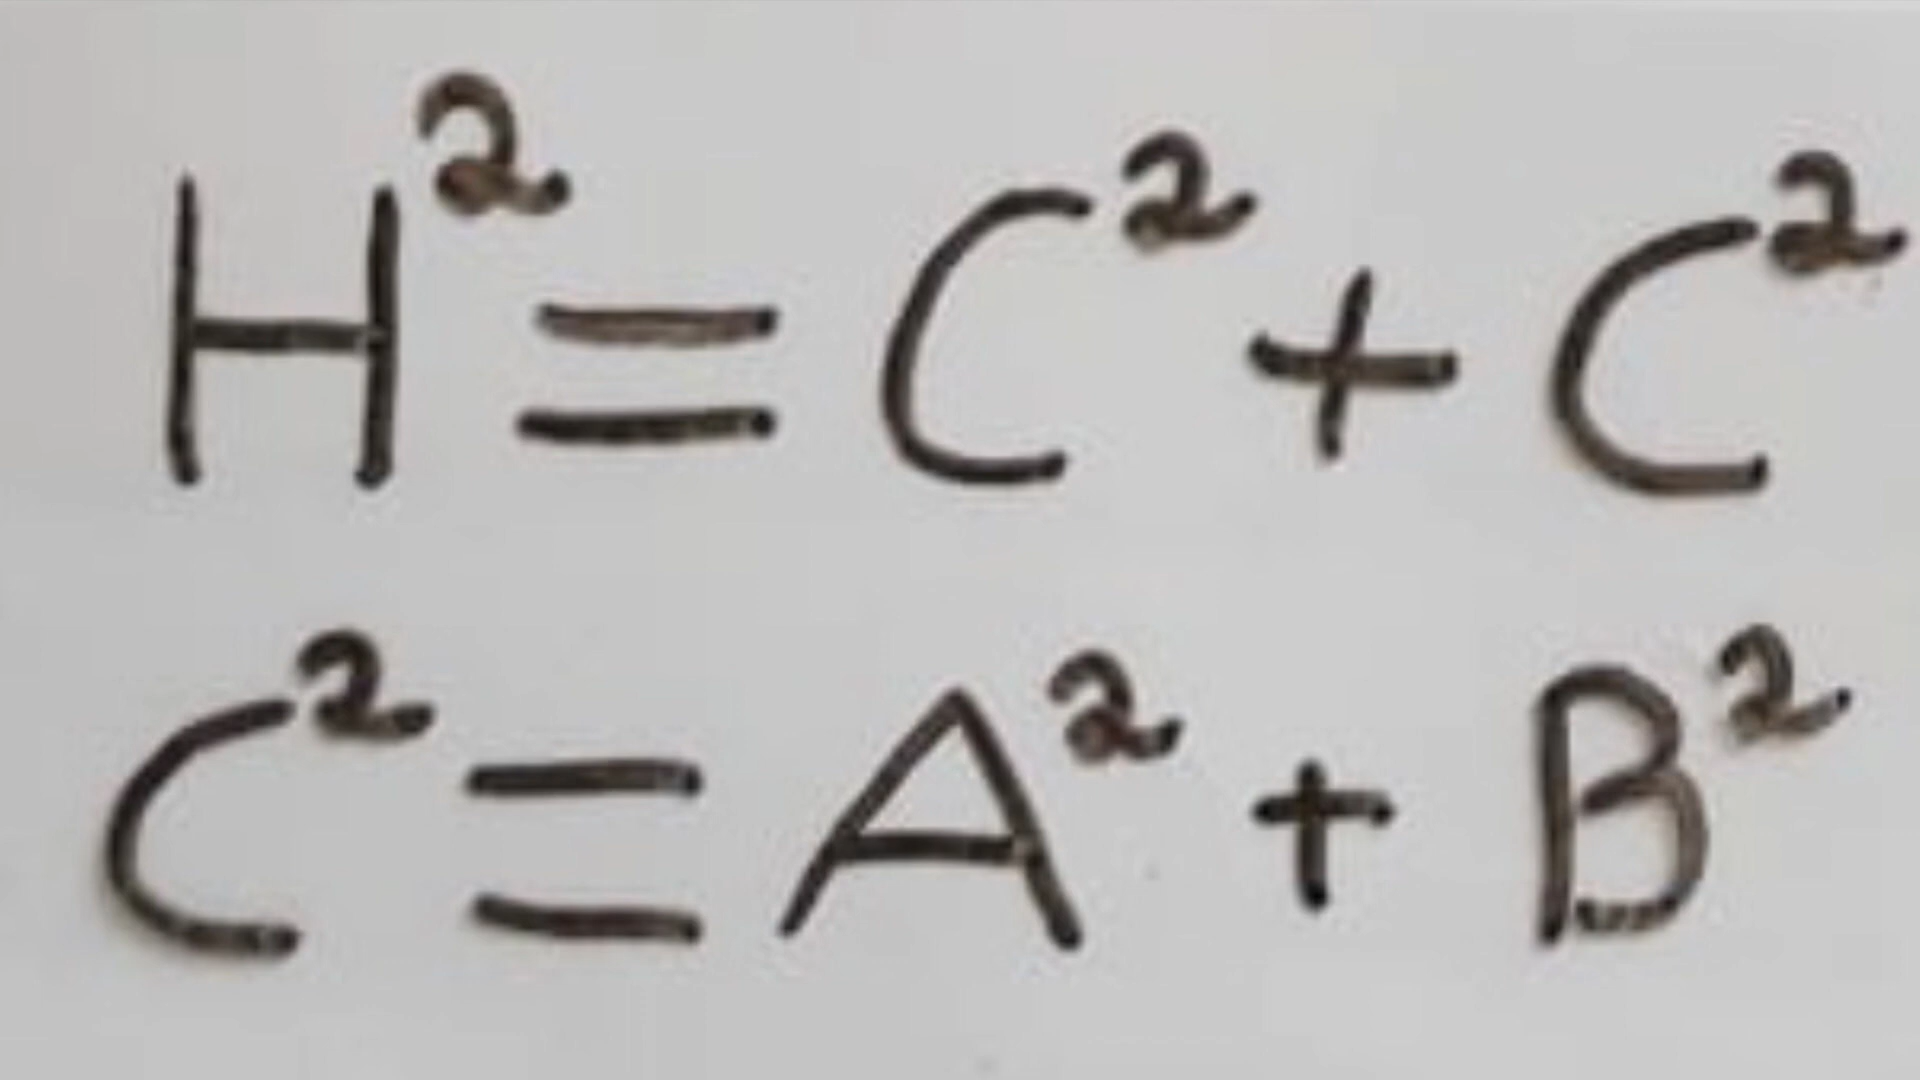 H² = C² + C²
C² = A² + B²